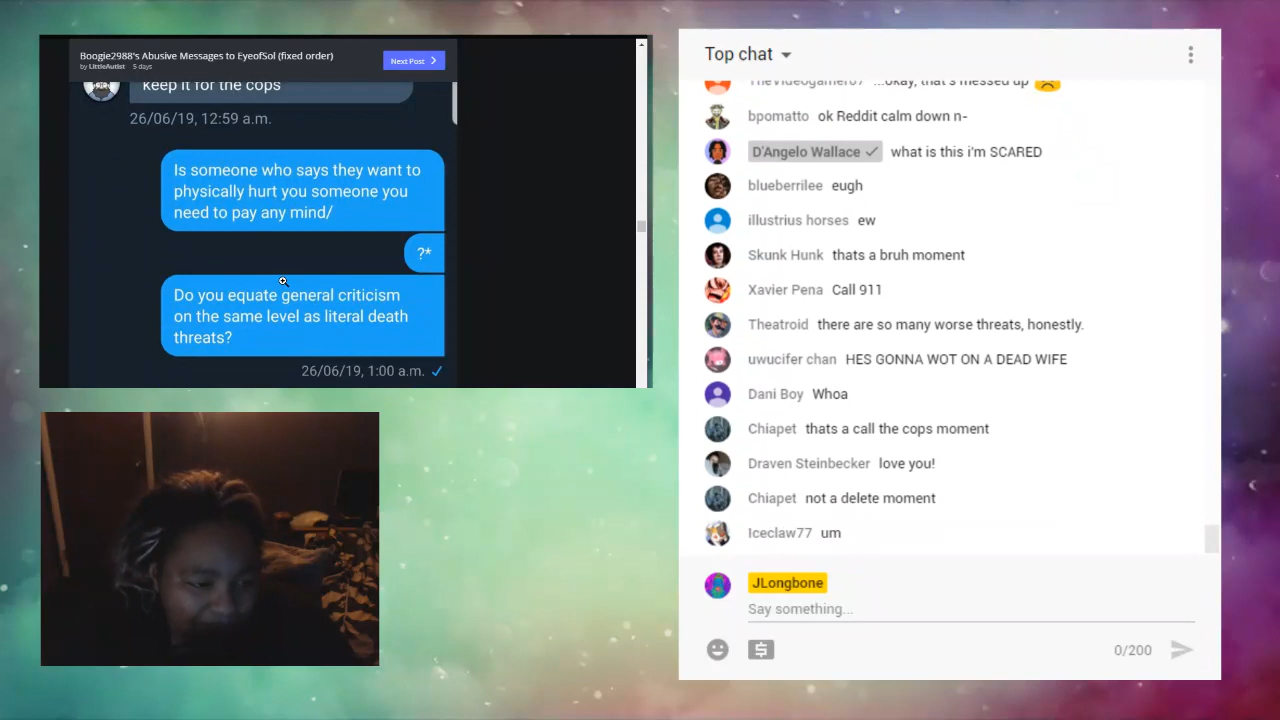 Boogie2988's Abusive Messages to EyeofSol (fixed order)
by LittleAutist 5 days
Next Post
keep it for the cops
26/06/19, 12:59 a.m.
Is someone who says they want to
physically hurt you someone you
need to pay any mind/
?*
Do you equate general criticism
on the same level as literal death
threats?
26/06/19, 1:00 a.m.
Top chat
TheVideogamer67 ...okay, that's messed up
bpomatto ok Reddit calm down n-
D'Angelo Wallace what is this i'm SCARED
blueberrilee eugh
illustrius horses ew
Skunk Hunk thats a bruh moment
Xavier Pena Call 911
Theatroid there are so many worse threats, honestly.
uwucifer chan HES GONNA WOT ON A DEAD WIFE
Dani Boy Whoa
Chiapet thats a call the cops moment
Draven Steinbecker love you!
Chiapet not a delete moment
Iceclaw77 um
JLongbone
Say something...
0/200